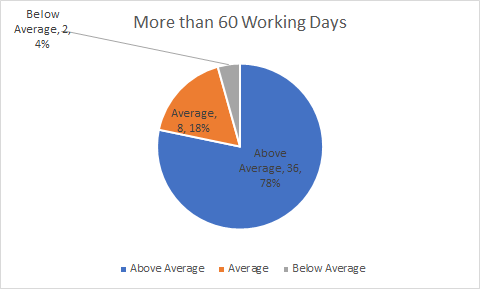 More than 60 Working Days
Below
Average, 2,
4%
Average,
8, 18%
Above
Average, 36,
78%
Above Average Average Below Average